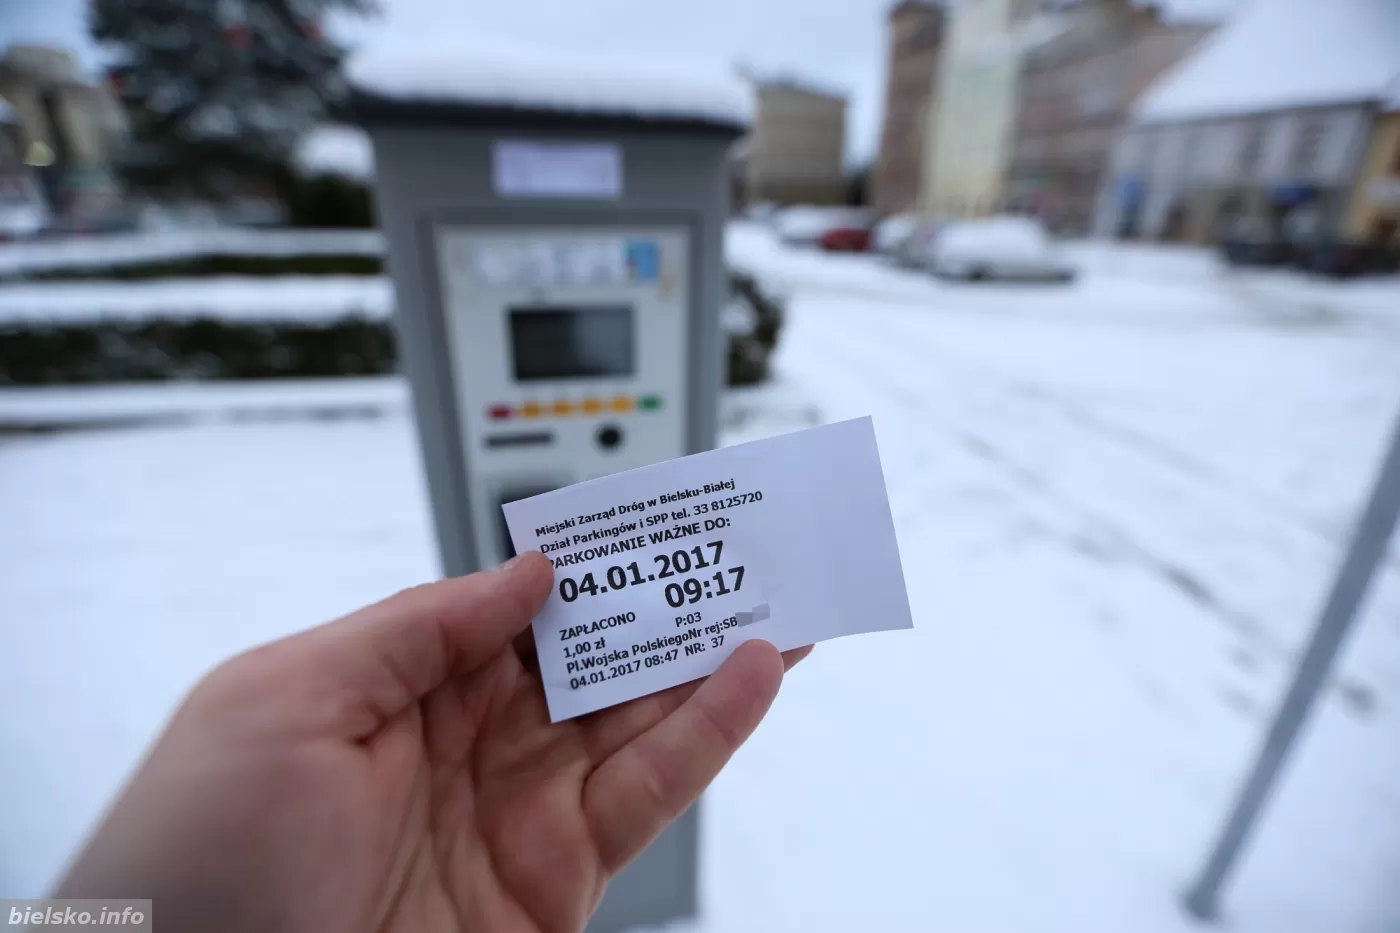 Miejski Zarząd Dróg w Bielsku-Białej
Dział Parkingów i SPP tel. 33 8125720
PARKOWANIE WAŻNE DO:
04.01.2017
09:17
ZAPŁACONO P:03
1,00 zł
Pl.Wojska PolskiegoNr rej:SB
04.01.2017 08:47 NR: 37
bielsko.info